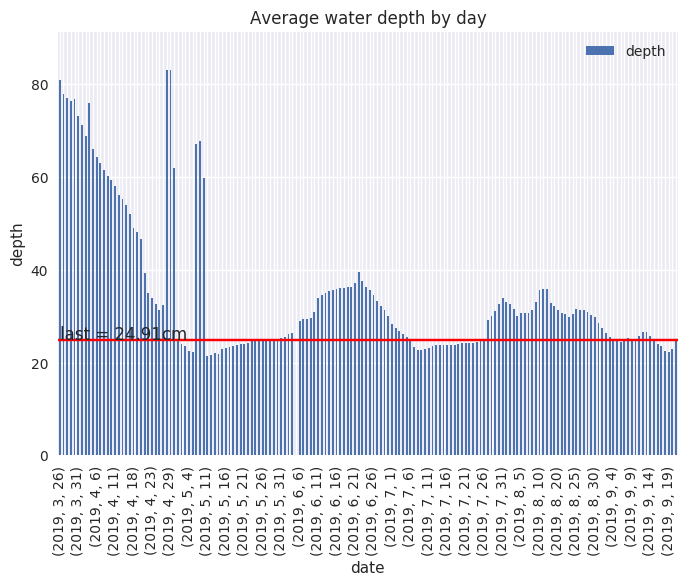 Average water depth by day
depth
80
60
40
20
0
depth
last = 24.91cm
(2019, 3, 26)
(2019, 3, 31)
(2019, 4, 6)
(2019, 4, 11)
(2019, 4, 18)
(2019, 4, 23)
(2019, 4, 29)
(2019, 5, 4)
(2019, 5, 11)
(2019, 5, 16)
(2019, 5, 21)
(2019, 5, 26)
(2019, 5, 31)
(2019, 6, 6)
(2019, 6, 11)
(2019, 6, 16)
(2019, 6, 21)
(2019, 6, 26)
(2019, 7, 1)
(2019, 7, 6)
(2019, 7, 11)
(2019, 7, 16)
(2019, 7, 21)
(2019, 7, 26)
(2019, 7, 31)
(2019, 8, 5)
(2019, 8, 10)
(2019, 8, 20)
(2019, 8, 25)
(2019, 8, 30)
(2019, 9, 4)
(2019, 9, 9)
(2019, 9, 14)
(2019, 9, 19)
date